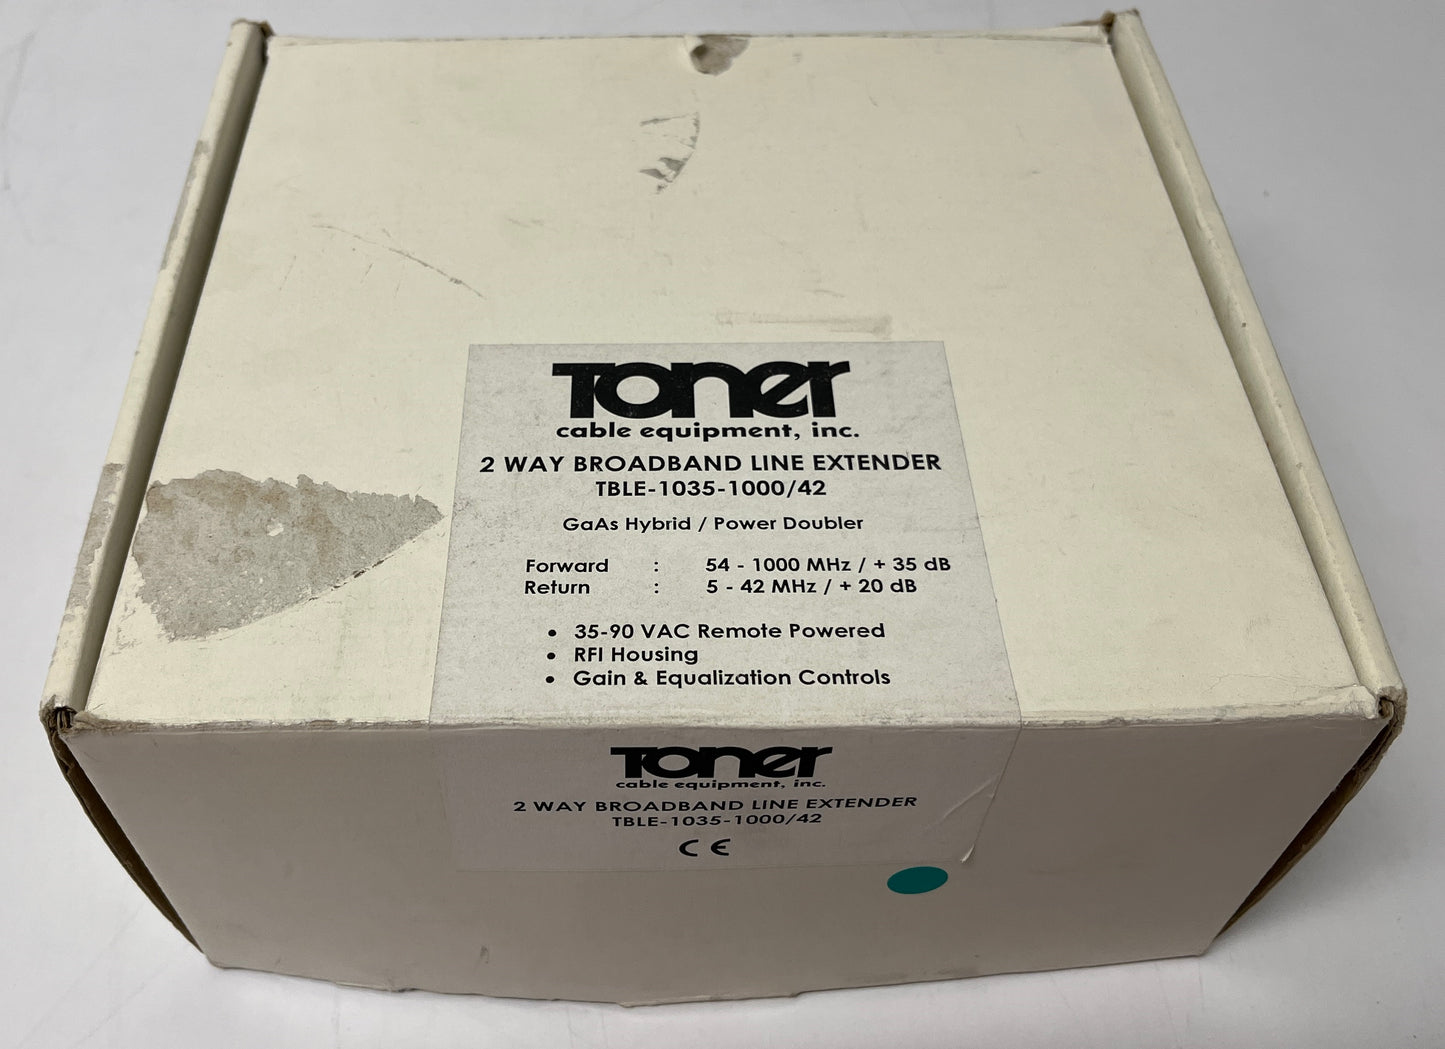 Toner
cable equipment, inc.
2 WAY BROADBAND LINE EXTENDER
TBLE-1035-1000/42
GaAs Hybrid / Power Doubler
Forward : 54 - 1000 MHz / + 35 dB
Return : 5 - 42 MHz / + 20 dB
• 35-90 VAC Remote Powered
• RFI Housing
• Gain & Equalization Controls
Toner
cable equipment, inc.
2 WAY BROADBAND LINE EXTENDER
TBLE-1035-1000/42
CE